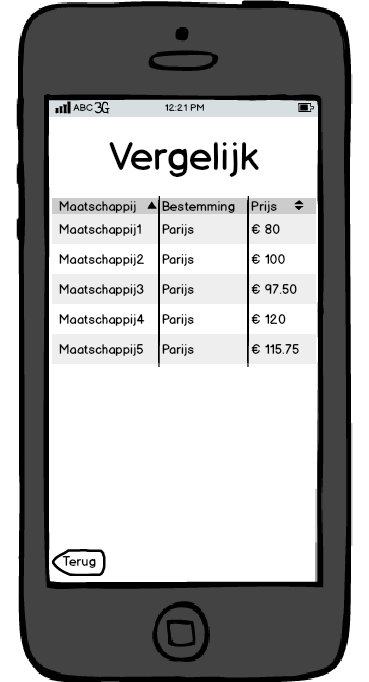 ABC 3G 12:21 PM
Vergelijk
Maatschappij Bestemming Prijs
Maatschappij1 Parijs € 80
Maatschappij2 Parijs € 100
Maatschappij3 Parijs € 97.50
Maatschappij4 Parijs € 120
Maatschappij5 Parijs € 115.75
Terug